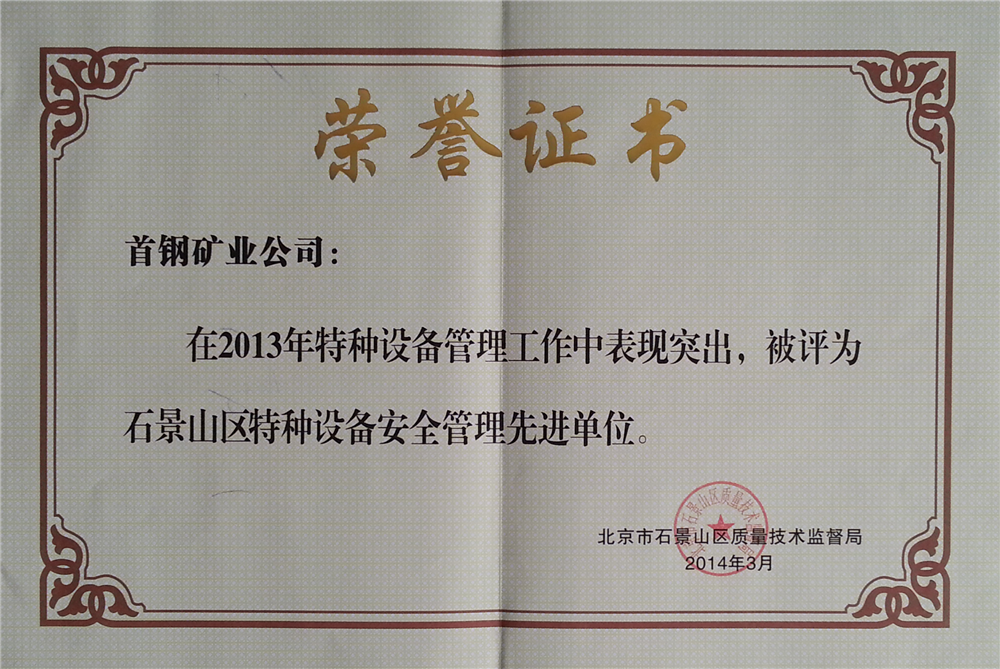 荣誉证书
首钢矿业公司：
在2013年特种设备管理工作中表现突出，被评为
石景山区特种设备安全管理先进单位。
北京市石景山区质量技术监督局
2014年3月